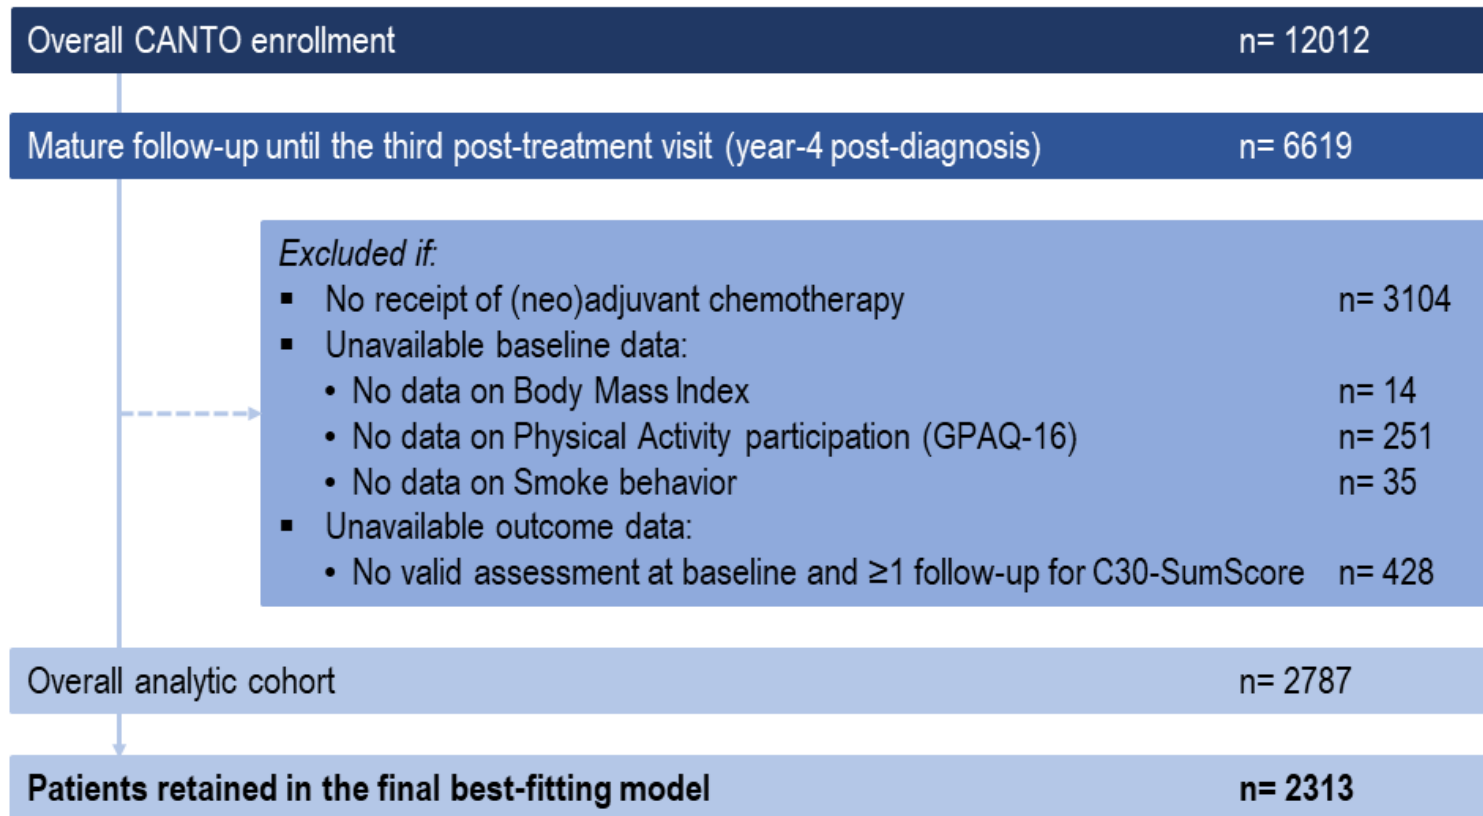 Overall CANTO enrollment n= 12012
Mature follow-up until the third post-treatment visit (year-4 post-diagnosis) n= 6619
Excluded if:
▪ No receipt of (neo)adjuvant chemotherapy n= 3104
▪ Unavailable baseline data:
• No data on Body Mass Index n= 14
• No data on Physical Activity participation (GPAQ-16) n= 251
• No data on Smoke behavior n= 35
▪ Unavailable outcome data:
• No valid assessment at baseline and ≥1 follow-up for C30-SumScore n= 428
Overall analytic cohort n= 2787
Patients retained in the final best-fitting model n= 2313